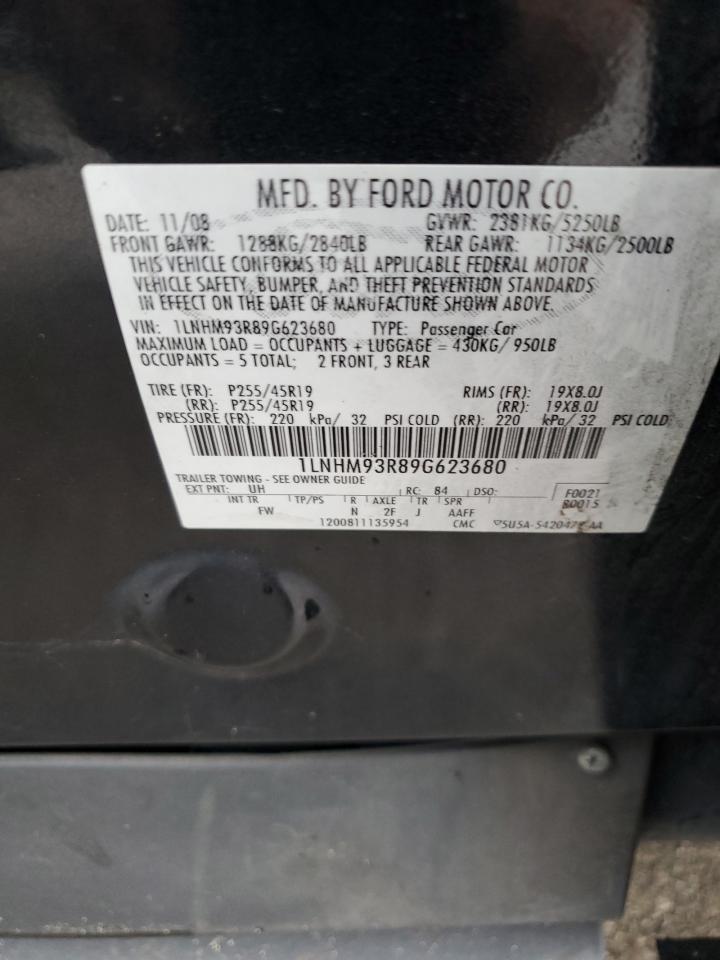 MFD. BY FORD MOTOR CO.
DATE: 11/08 GVWR: 2381KG/5250LB
FRONT GAWR: 1288KG/2840LB REAR GAWR: 1134KG/2500LB
THIS VEHICLE CONFORMS TO ALL APPLICABLE FEDERAL MOTOR
VEHICLE SAFETY, BUMPER, AND THEFT PREVENTION STANDARDS
IN EFFECT ON THE DATE OF MANUFACTURE SHOWN ABOVE.
VIN: 1LNHM93R89G623680 TYPE: Passenger Car
MAXIMUM LOAD = OCCUPANTS + LUGGAGE = 430KG/ 950LB
OCCUPANTS = 5 TOTAL; 2 FRONT, 3 REAR
TIRE (FR): P255/45R19 RIMS (FR): 19X8.0J
(RR): P255/45R19 (RR): 19X8.0J
PRESSURE (FR): 220 kPa/ 32 PSI COLD (RR): 220 kPa/ 32 PSI COLD
1LNHM93R89G623680
TRAILER TOWING - SEE OWNER GUIDE
EXT PNT: UH RC: 84 DSO: F0021
INT TR TP/PS R AXLE TR SPR R0015
FW N 2F J AAFF
1200811135954 CMC